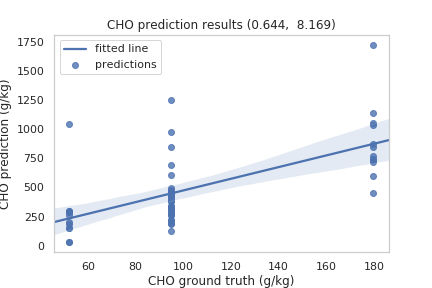 CHO prediction results (0.644,  8.169)
fitted line
predictions
CHO prediction (g/kg)
1750
1500
1250
1000
750
500
250
0
60 80 100 120 140 160 180
CHO ground truth (g/kg)